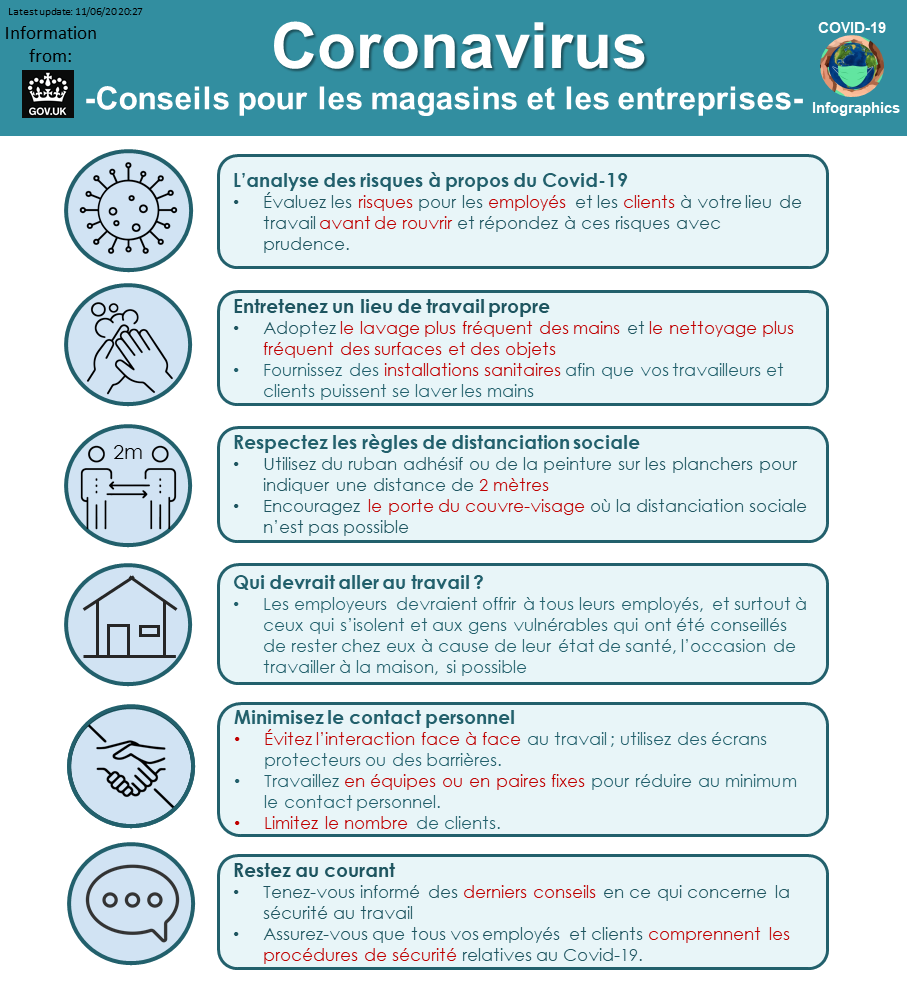 Latest update: 11/06/20 20:27
Information
from:
GOV.UK
Coronavirus
-Conseils pour les magasins et les entreprises-
COVID-19
Infographics
L’analyse des risques à propos du Covid-19
• Évaluez les risques pour les employés et les clients à votre lieu de
travail avant de rouvrir et répondez à ces risques avec
prudence.
Entretenez un lieu de travail propre
• Adoptez le lavage plus fréquent des mains et le nettoyage plus
fréquent des surfaces et des objets
• Fournissez des installations sanitaires afin que vos travailleurs et
clients puissent se laver les mains
2m
Respectez les règles de distanciation sociale
• Utilisez du ruban adhésif ou de la peinture sur les planchers pour
indiquer une distance de 2 mètres
• Encouragez le porte du couvre-visage où la distanciation sociale
n’est pas possible
Qui devrait aller au travail ?
• Les employeurs devraient offrir à tous leurs employés, et surtout à
ceux qui s’isolent et aux gens vulnérables qui ont été conseillés
de rester chez eux à cause de leur état de santé, l’occasion de
travailler à la maison, si possible
Minimisez le contact personnel
• Évitez l’interaction face à face au travail ; utilisez des écrans
protecteurs ou des barrières.
• Travaillez en équipes ou en paires fixes pour réduire au minimum
le contact personnel.
• Limitez le nombre de clients.
Restez au courant
• Tenez-vous informé des derniers conseils en ce qui concerne la
sécurité au travail
• Assurez-vous que tous vos employés et clients comprennent les
procédures de sécurité relatives au Covid-19.